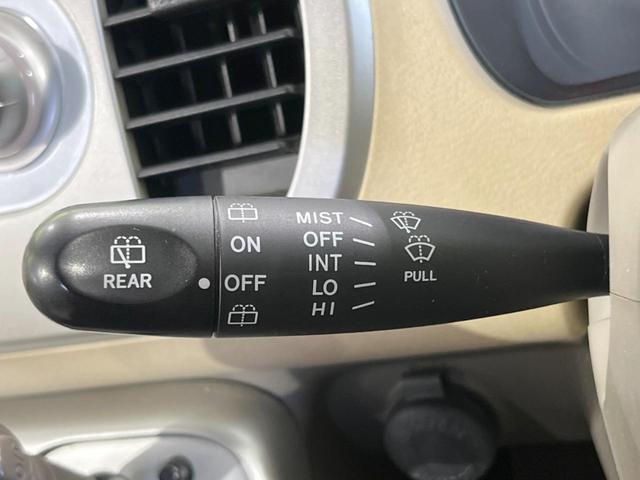 REAR
ON
OFF
MIST
OFF
INT
LO
HI
PULL